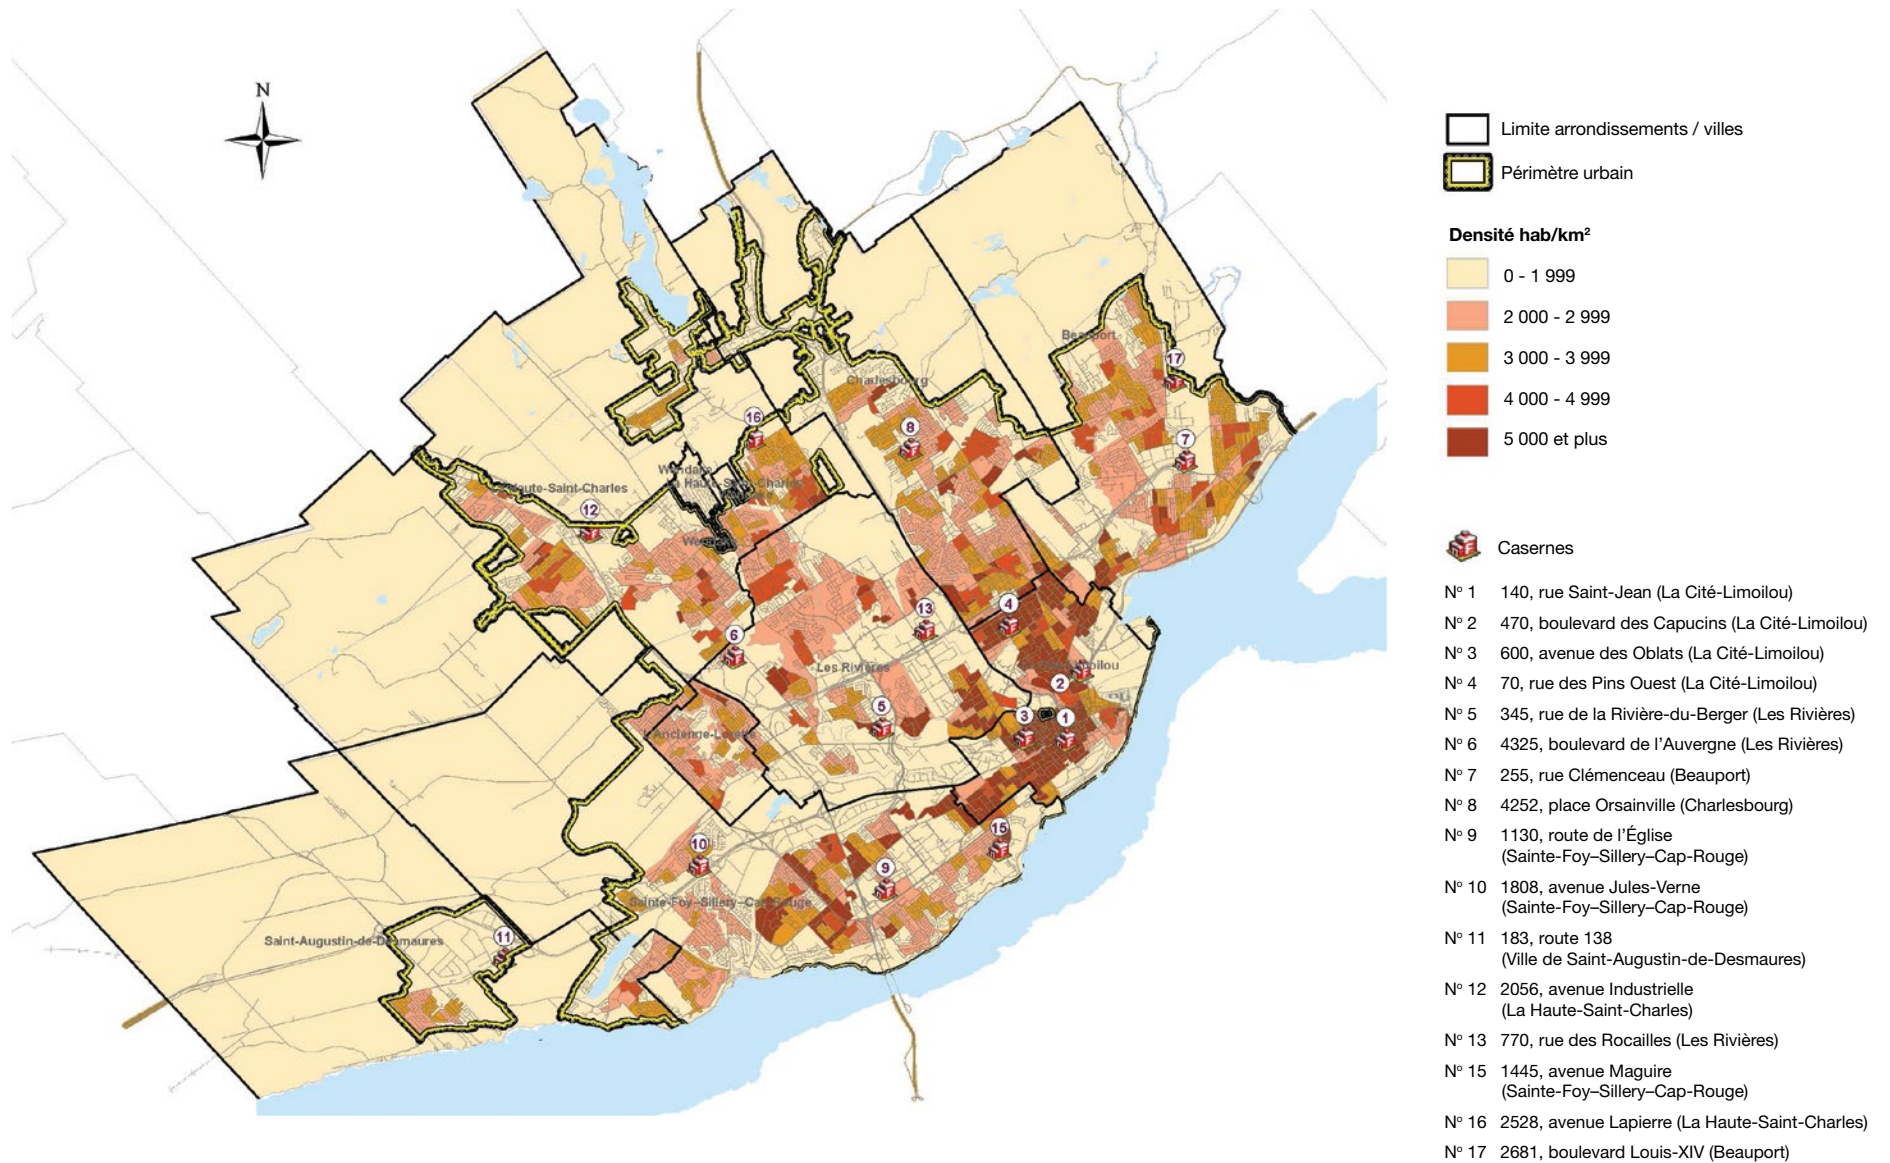 N
Beauport
17
Charlesbourg
16
8
7
Wendake
La Haute-Saint-Charles
La Haute-Saint-Charles
12
4
13
6
Les Rivières
2
5
3
1
L'Ancienne-Lorette
15
10
9
Sainte-Foy–Sillery–Cap-Rouge
Saint-Augustin-de-Desmaures
11
Limite arrondissements / villes
Périmètre urbain
Densité hab/km²
0 - 1 999
2 000 - 2 999
3 000 - 3 999
4 000 - 4 999
5 000 et plus
Casernes
Nº 1 140, rue Saint-Jean (La Cité-Limoilou)
Nº 2 470, boulevard des Capucins (La Cité-Limoilou)
Nº 3 600, avenue des Oblats (La Cité-Limoilou)
Nº 4 70, rue des Pins Ouest (La Cité-Limoilou)
Nº 5 345, rue de la Rivière-du-Berger (Les Rivières)
Nº 6 4325, boulevard de l'Auvergne (Les Rivières)
Nº 7 255, rue Clémenceau (Beauport)
Nº 8 4252, place Orsainville (Charlesbourg)
Nº 9 1130, route de l'Église
(Sainte-Foy–Sillery–Cap-Rouge)
Nº 10 1808, avenue Jules-Verne
(Sainte-Foy–Sillery–Cap-Rouge)
Nº 11 183, route 138
(Ville de Saint-Augustin-de-Desmaures)
Nº 12 2056, avenue Industrielle
(La Haute-Saint-Charles)
Nº 13 770, rue des Rocailles (Les Rivières)
Nº 15 1445, avenue Maguire
(Sainte-Foy–Sillery–Cap-Rouge)
Nº 16 2528, avenue Lapierre (La Haute-Saint-Charles)
Nº 17 2681, boulevard Louis-XIV (Beauport)